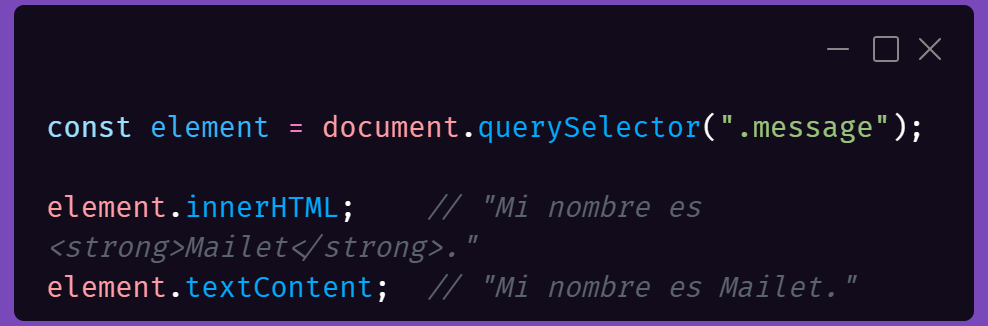 const element = document.querySelector(".message");
element.innerHTML; // "Mi nombre es
<strong>Mailet</strong>."
element.textContent; // "Mi nombre es Mailet."